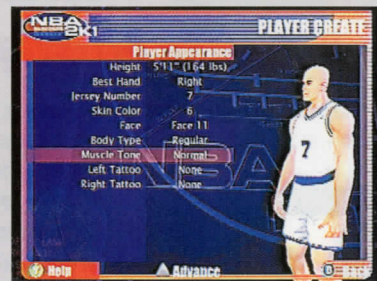 NBA 2K1
PLAYER CREATE
Player Appearance
Height 5'11" (164 lbs)
Best Hand Right
Jersey Number 7
Skin Color 6
Face Face 11
Body Type Regular
Muscle Tone Normal
Left Tattoo None
Right Tattoo None
7
NBA
Y Help
Advance
B Back